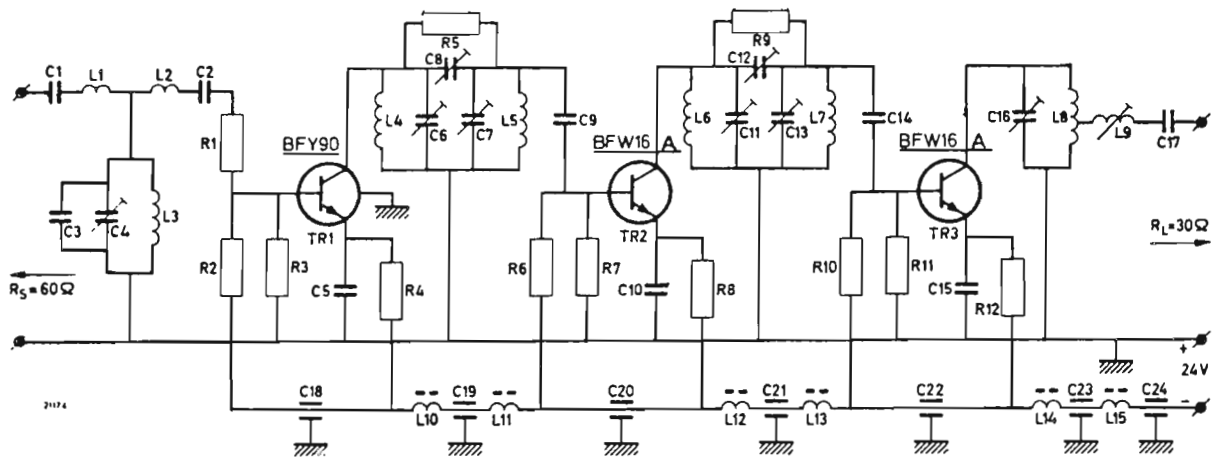 R5
C8
R9
C12
C1
L1
L2
C2
R1
BFY90
L4
C6
C7
L5
C9
BFW16 A
L6
C11
C13
L7
C14
BFW16 A
C16
L8
L9
C17
C3
C4
L3
TR1
TR2
TR3
R2
R3
C5
R4
R6
R7
C10
R8
R10
R11
C15
R12
RS=60Ω
RL=30Ω
+
24V
-
21174
C18
L10
C19
L11
C20
L12
C21
L13
C22
L14
C23
L15
C24